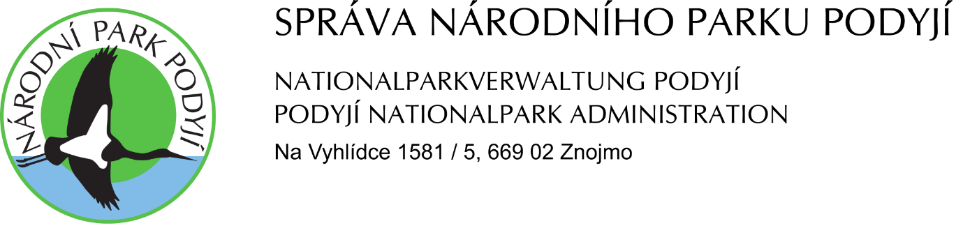 NÁRODNÍ PARK PODYJÍ
SPRÁVA NÁRODNÍHO PARKU PODYJÍ
NATIONALPARKVERWALTUNG PODYJÍ
PODYJÍ NATIONALPARK ADMINISTRATION
Na Vyhlídce 1581 / 5, 669 02 Znojmo